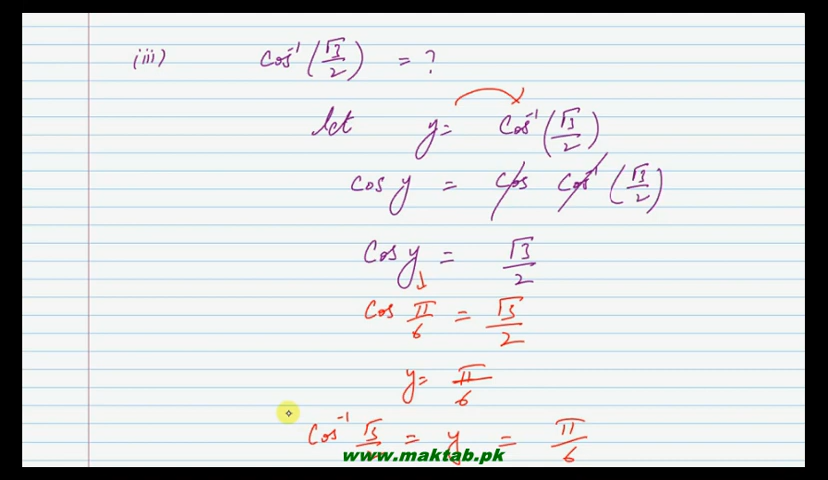 (iii) Cos⁻¹(√3/2) = ?
let y = Cos⁻¹(√3/2)
Cos y = Cos Cos⁻¹(√3/2)
Cos y = √3/2
Cos π/6 = √3/2
y = π/6
Cos⁻¹ √3/ = y = π/6
www.maktab.pk